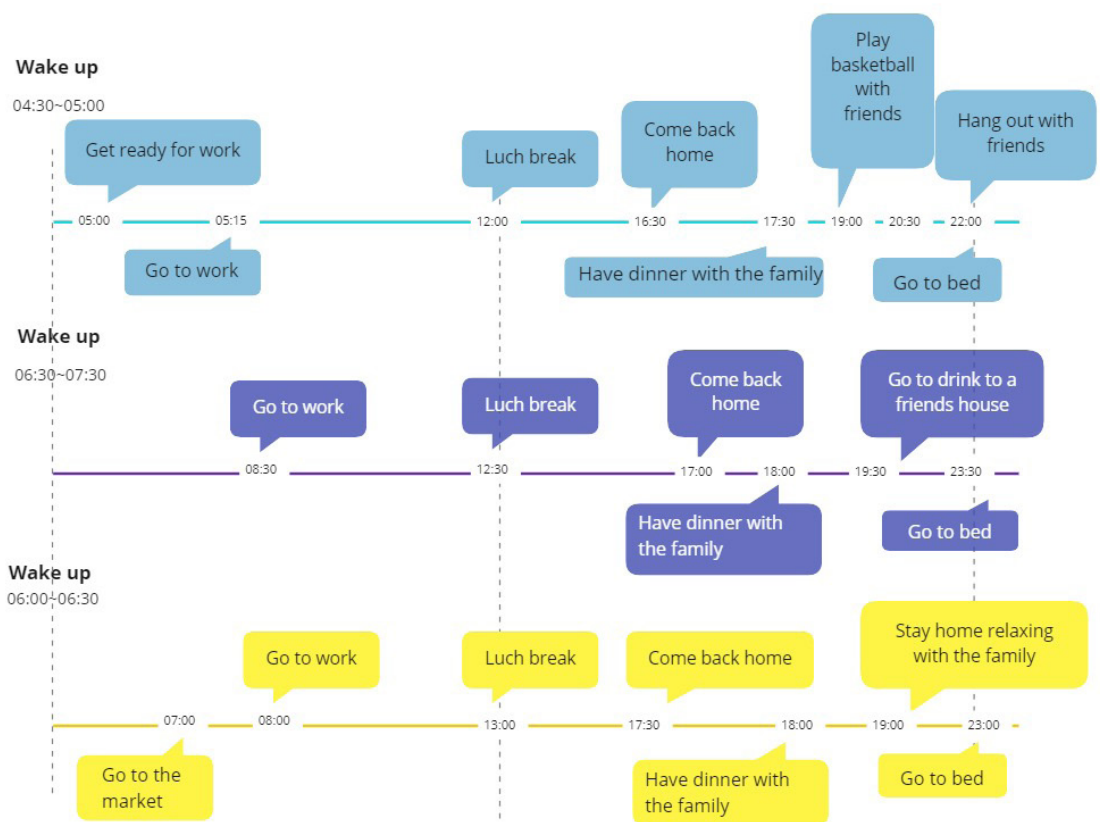 Wake up
04:30~05:00
Get ready for work
Luch break
Come back
home
Play
basketball
with
friends
Hang out with
friends
05:00
05:15
12:00
16:30
17:30
19:00
20:30
22:00
Go to work
Have dinner with the family
Go to bed
Wake up
06:30~07:30
Go to work
Luch break
Come back
home
Go to drink to a
friends house
08:30
12:30
17:00
18:00
19:30
23:30
Have dinner with
the family
Go to bed
Wake up
06:00~06:30
Go to work
Luch break
Come back home
Stay home relaxing
with the family
07:00
08:00
13:00
17:30
18:00
19:00
23:00
Go to the
market
Have dinner with
the family
Go to bed